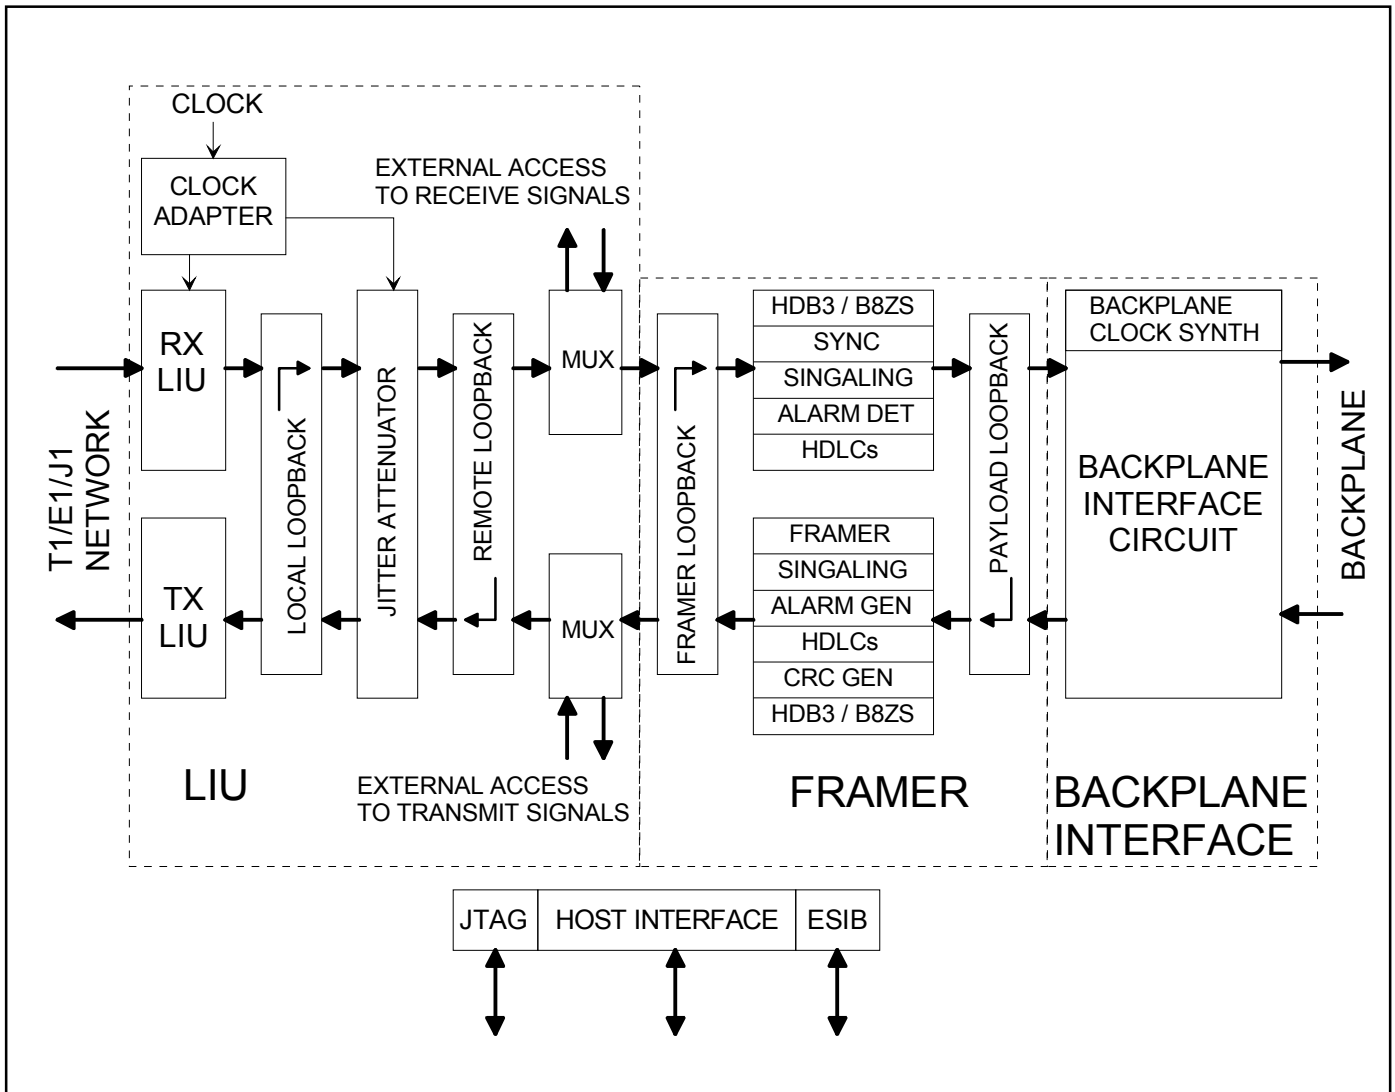 CLOCK
CLOCK
ADAPTER
EXTERNAL ACCESS
TO RECEIVE SIGNALS
RX
LIU
LOCAL LOOPBACK
JITTER ATTENUATOR
REMOTE LOOPBACK
MUX
FRAMER LOOPBACK
HDB3 / B8ZS
SYNC
SINGALING
ALARM DET
HDLCs
PAYLOAD LOOPBACK
BACKPLANE
CLOCK SYNTH
BACKPLANE
INTERFACE
CIRCUIT
BACKPLANE
T1/E1/J1
NETWORK
TX
LIU
MUX
FRAMER
SINGALING
ALARM GEN
HDLCs
CRC GEN
HDB3 / B8ZS
LIU
EXTERNAL ACCESS
TO TRANSMIT SIGNALS
FRAMER
BACKPLANE
INTERFACE
JTAG
HOST INTERFACE
ESIB